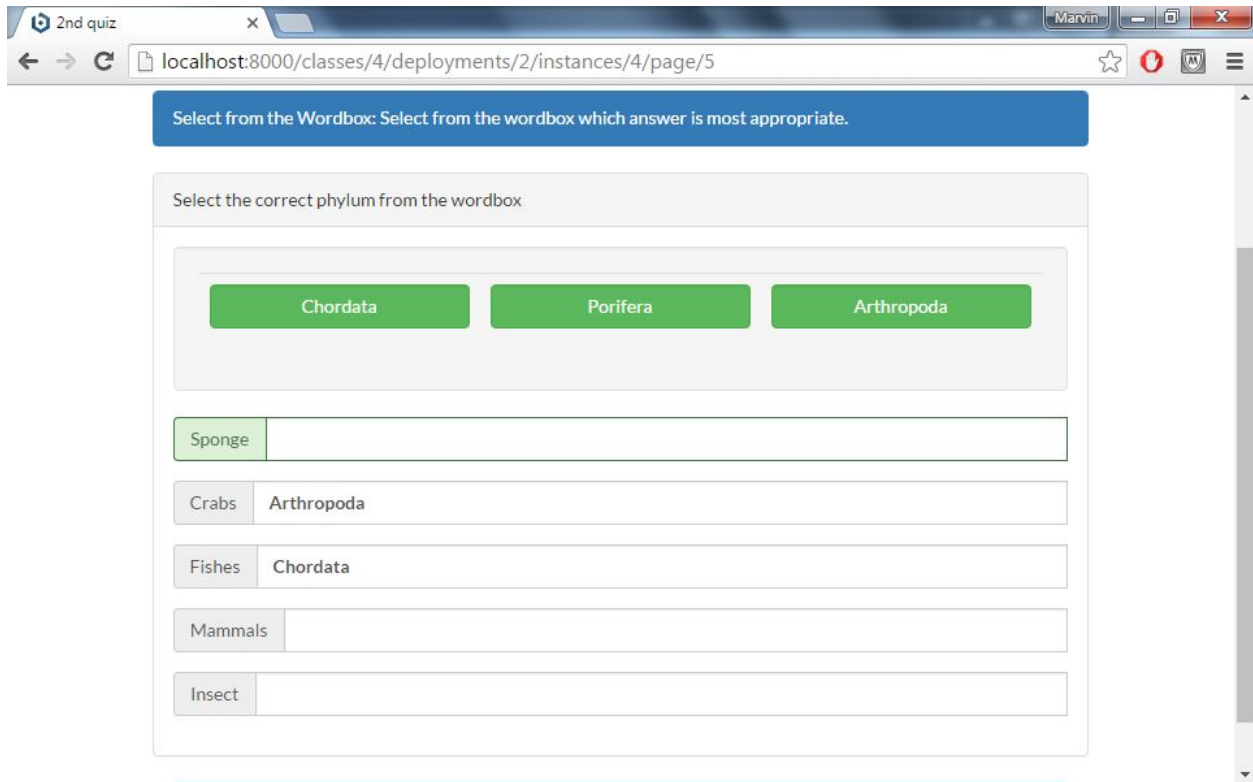 2nd quiz
Marvin
localhost:8000/classes/4/deployments/2/instances/4/page/5
Select from the Wordbox: Select from the wordbox which answer is most appropriate.
Select the correct phylum from the wordbox
Chordata Porifera Arthropoda
Sponge
Crabs Arthropoda
Fishes Chordata
Mammals
Insect